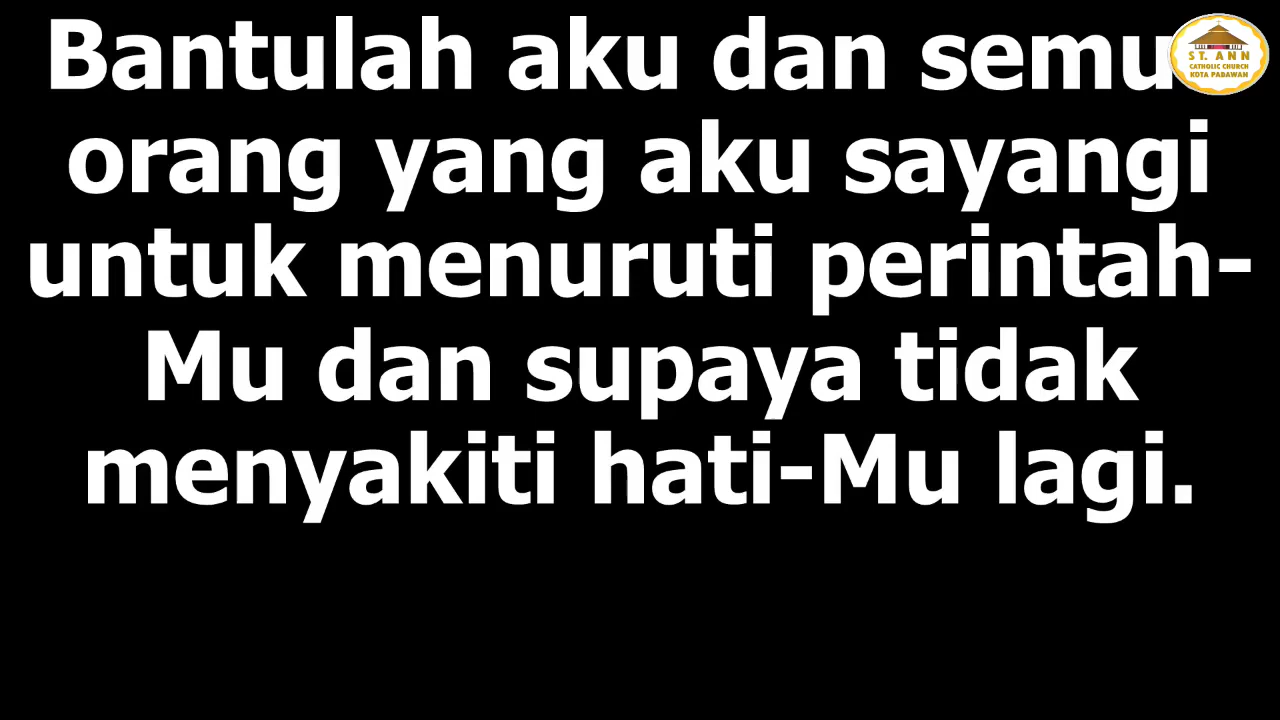 Bantulah aku dan semu
orang yang aku sayangi
untuk menuruti perintah-
Mu dan supaya tidak
menyakiti hati-Mu lagi.
ST. ANN
CATHOLIC CHURCH
KOTA PADAWAN